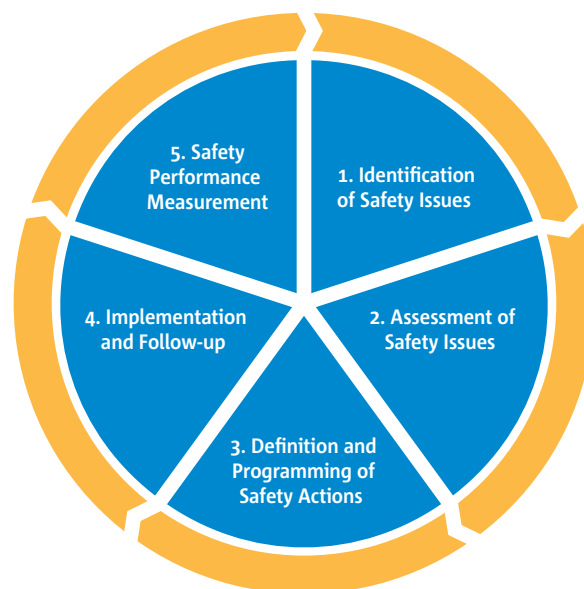 1. Identification
of Safety Issues
2. Assessment of
Safety Issues
3. Definition and
Programming of
Safety Actions
4. Implementation
and Follow-up
5. Safety
Performance
Measurement